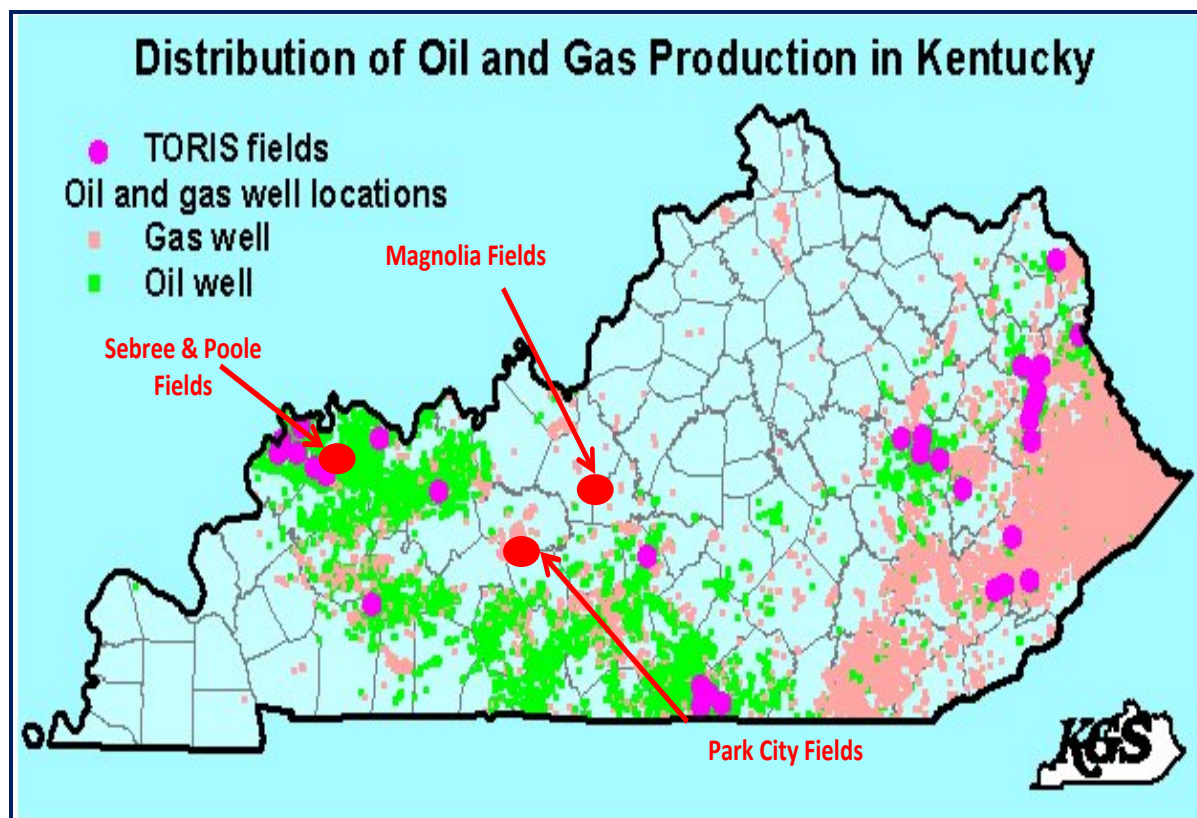 Distribution of Oil and Gas Production in Kentucky
TORIS fields
Oil and gas well locations
Gas well
Oil well
Magnolia Fields
Sebree & Poole
Fields
Park City Fields
KGS